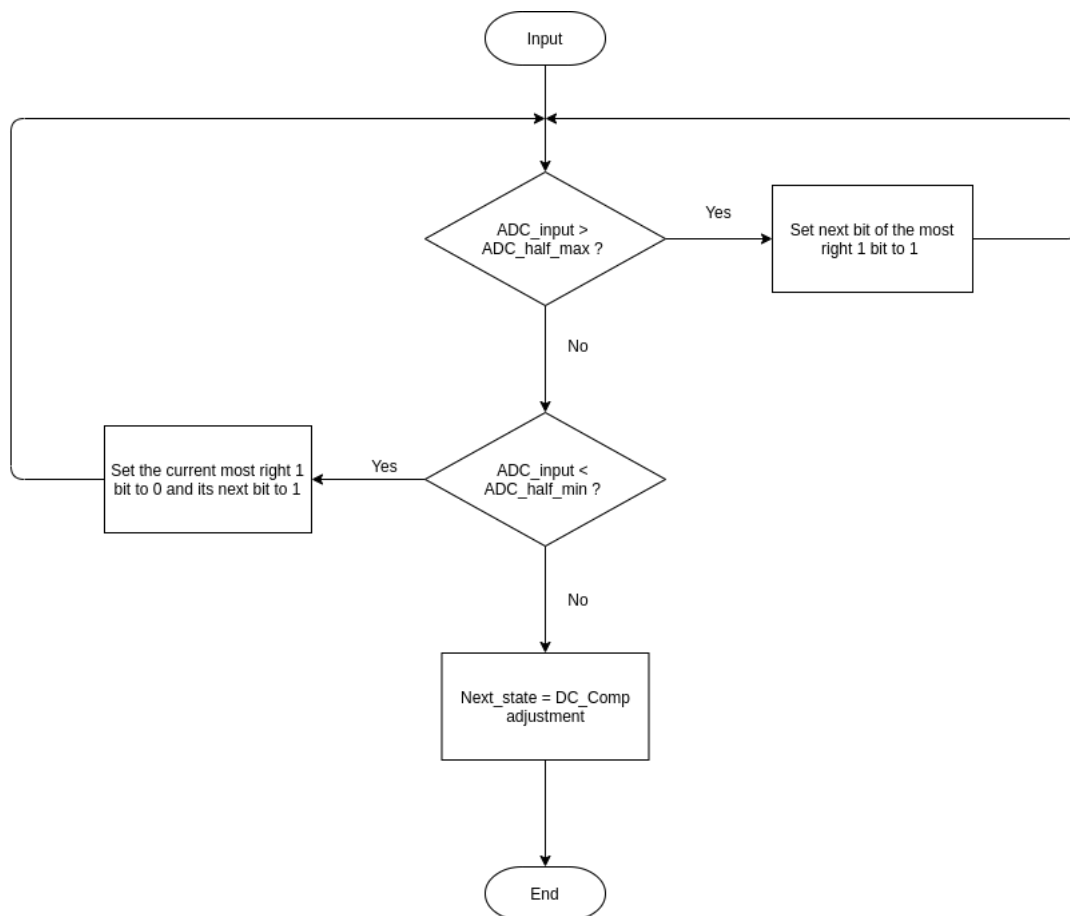 Input
ADC_input >
ADC_half_max ?
Yes
Set next bit of the most
right 1 bit to 1
No
ADC_input <
ADC_half_min ?
Yes
Set the current most right 1
bit to 0 and its next bit to 1
No
Next_state = DC_Comp
adjustment
End